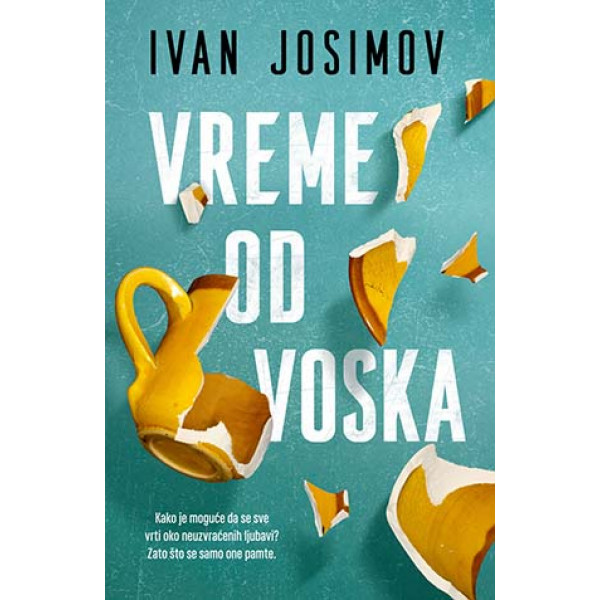 IVAN JOSIMOV
VREME
OD
VOSKA
Kako je moguće da se sve
vrti oko neuzvraćenih ljubavi?
Zato što se samo one pamte.